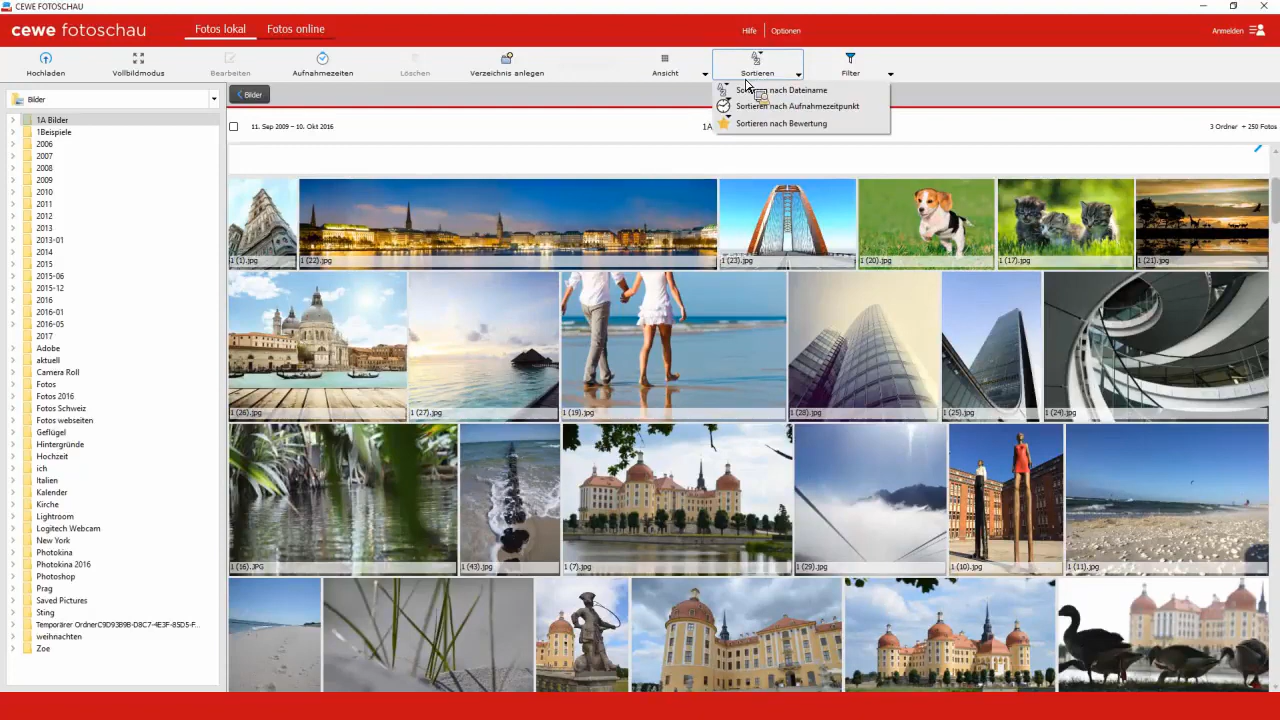 CEWE FOTOSCHAU
cewe fotoschau
Fotos lokal
Fotos online
Hilfe
Optionen
Anmelden
Hochladen
Vollbildmodus
Bearbeiten
Aufnahmezeiten
Löschen
Verzeichnis anlegen
Ansicht
Sortieren
Filter
Bilder
Bilder
Sortieren nach Aufnahmezeitpunkt
Sortieren nach Bewertung
nach Dateiname
11. Sep 2009 – 10. Okt 2016
1A
3 Ordner + 250 Fotos
1A Bilder
1Beispiele
2006
2007
2008
2009
2010
2011
2012
2013
2013-01
2014
2015
2015-06
2015-12
2016
2016-01
2016-05
2017
Adobe
aktuell
Camera Roll
Fotos
Fotos 2016
Fotos Schweiz
Fotos webseiten
Geflügel
Hintergründe
Hochzeit
ich
Italien
Kalender
Kirche
Lightroom
Logitech Webcam
New York
Photokina
Photokina 2016
Photoshop
Prag
Saved Pictures
Sting
Temporärer OrdnerC9D93B9B-D8C7-4E3F-85D5-F...
weihnachten
Zoe
1 (1).jpg
1 (22).jpg
1 (23).jpg
1 (20).jpg
1 (17).jpg
1 (21).jpg
1 (26).jpg
1 (27).jpg
1 (19).jpg
1 (28).jpg
1 (25).jpg
1 (24).jpg
1 (16).JPG
1 (43).jpg
1 (7).jpg
1 (29).jpg
1 (10).jpg
1 (11).jpg